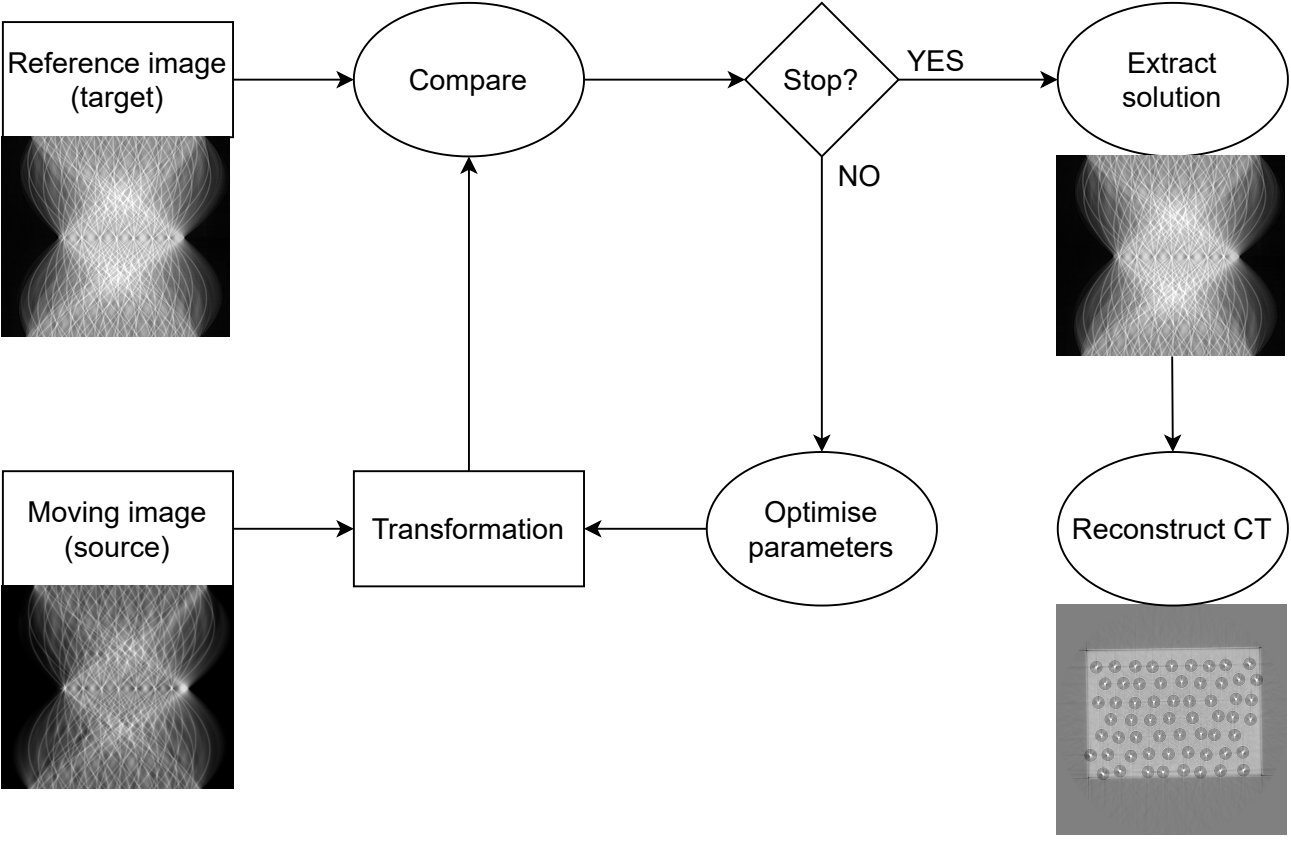 Reference image
(target)
Compare
Stop?
YES
Extract
solution
NO
Moving image
(source)
Transformation
Optimise
parameters
Reconstruct CT